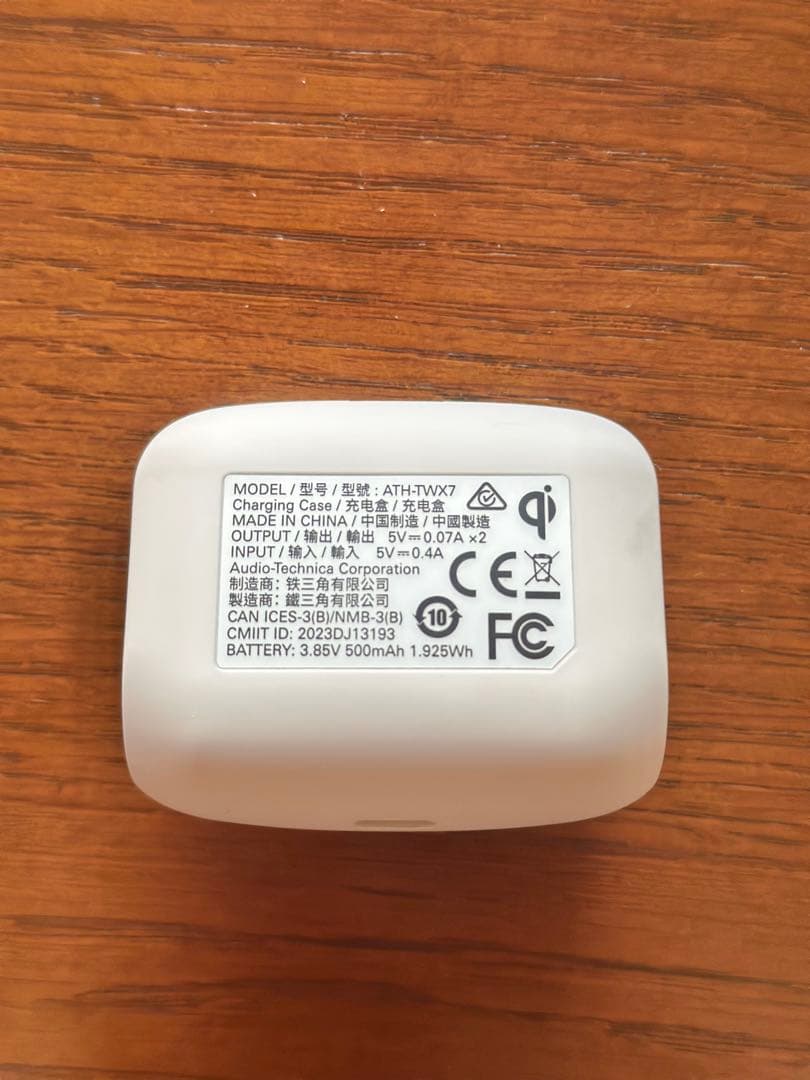 MODEL / 型号 / 型號 : ATH-TWX7
Charging Case / 充电盒 / 充电盒
MADE IN CHINA / 中国制造 / 中國製造
OUTPUT / 输出 / 輸出 5V⎓0.07A ×2
INPUT / 输入 / 輸入 5V⎓0.4A
Audio-Technica Corporation
制造商: 铁三角有限公司
製造商: 鐵三角有限公司
CAN ICES-3(B)/NMB-3(B)
CMIIT ID: 2023DJ13193
BATTERY: 3.85V 500mAh 1.925Wh
qi
CE
10
FC